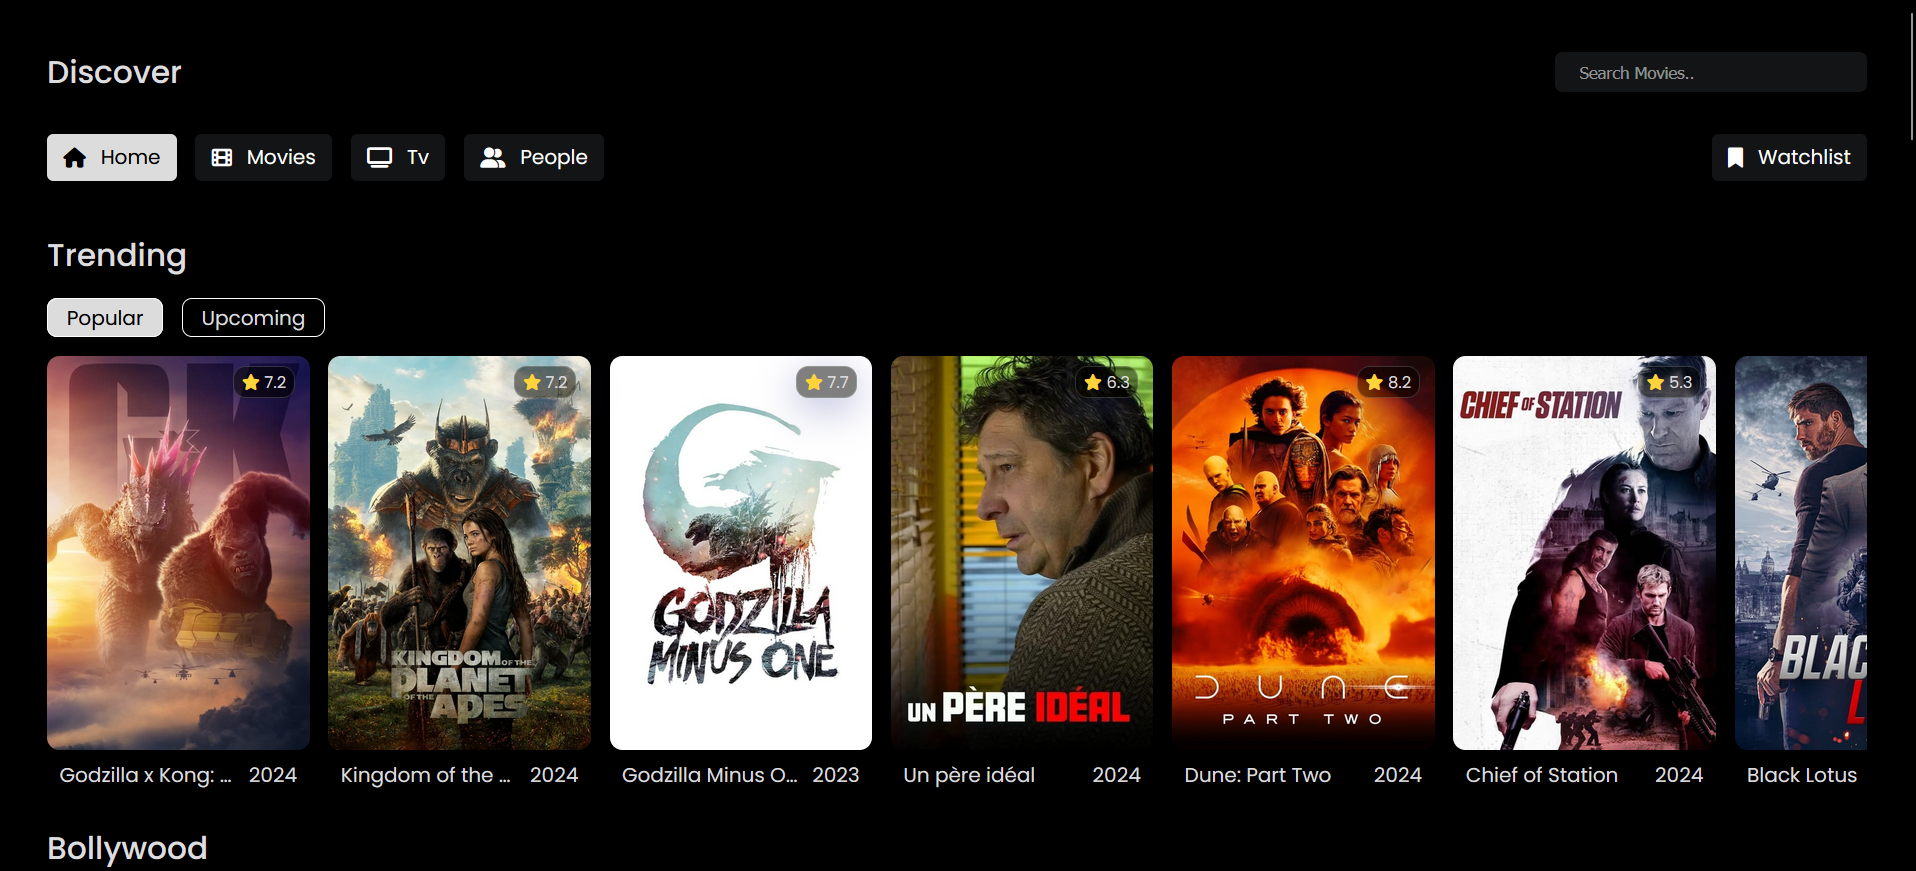 Discover
Search Movies..
Home
Movies
Tv
People
Watchlist
Trending
Popular
Upcoming
GK
7.2
7.2
7.7
6.3
8.2
5.3
CHIEF OF STATION
KINGDOM OF THE
PLANET
OF THE APES
GODZILLA
MINUS ONE
UN PÈRE IDÉAL
DUNE
PART TWO
BLAC
L
Godzilla x Kong: ... 2024
Kingdom of the ... 2024
Godzilla Minus O... 2023
Un père idéal 2024
Dune: Part Two 2024
Chief of Station 2024
Black Lotus
Bollywood